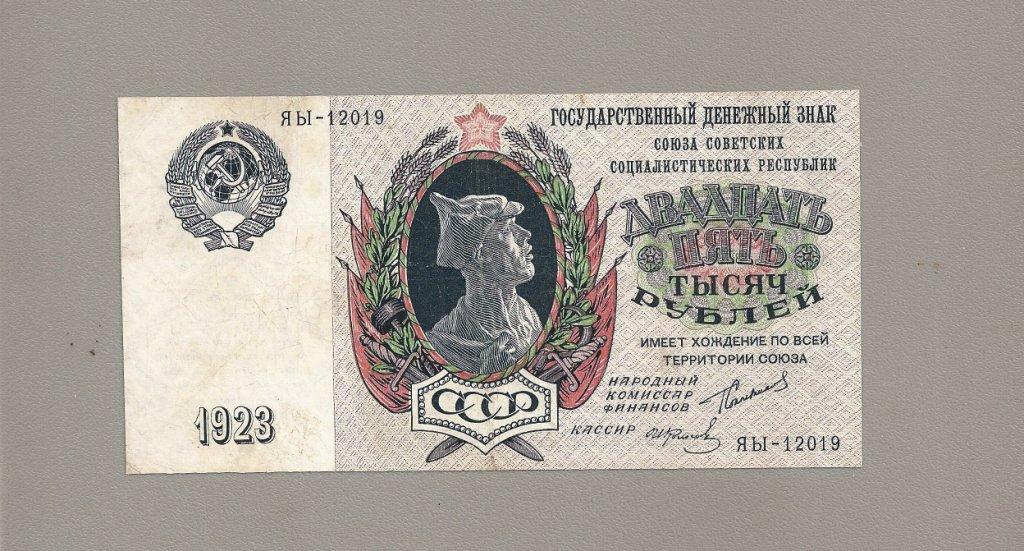 ЯЫ-12019
ГОСУДАРСТВЕННЫЙ ДЕНЕЖНЫЙ ЗНАК
СОЮЗА СОВЕТСКИХ
СОЦИАЛИСТИЧЕСКИХ РЕСПУБЛИК
ДВАДЦАТЬ
ПЯТЬ
ТЫСЯЧ
РУБЛЕЙ
ИМЕЕТ ХОЖДЕНИЕ ПО ВСЕЙ
ТЕРРИТОРИИ СОЮЗА
НАРОДНЫЙ
КОМИССАР
ФИНАНСОВ
КАССИР
ЯЫ-12019
СССР
1923